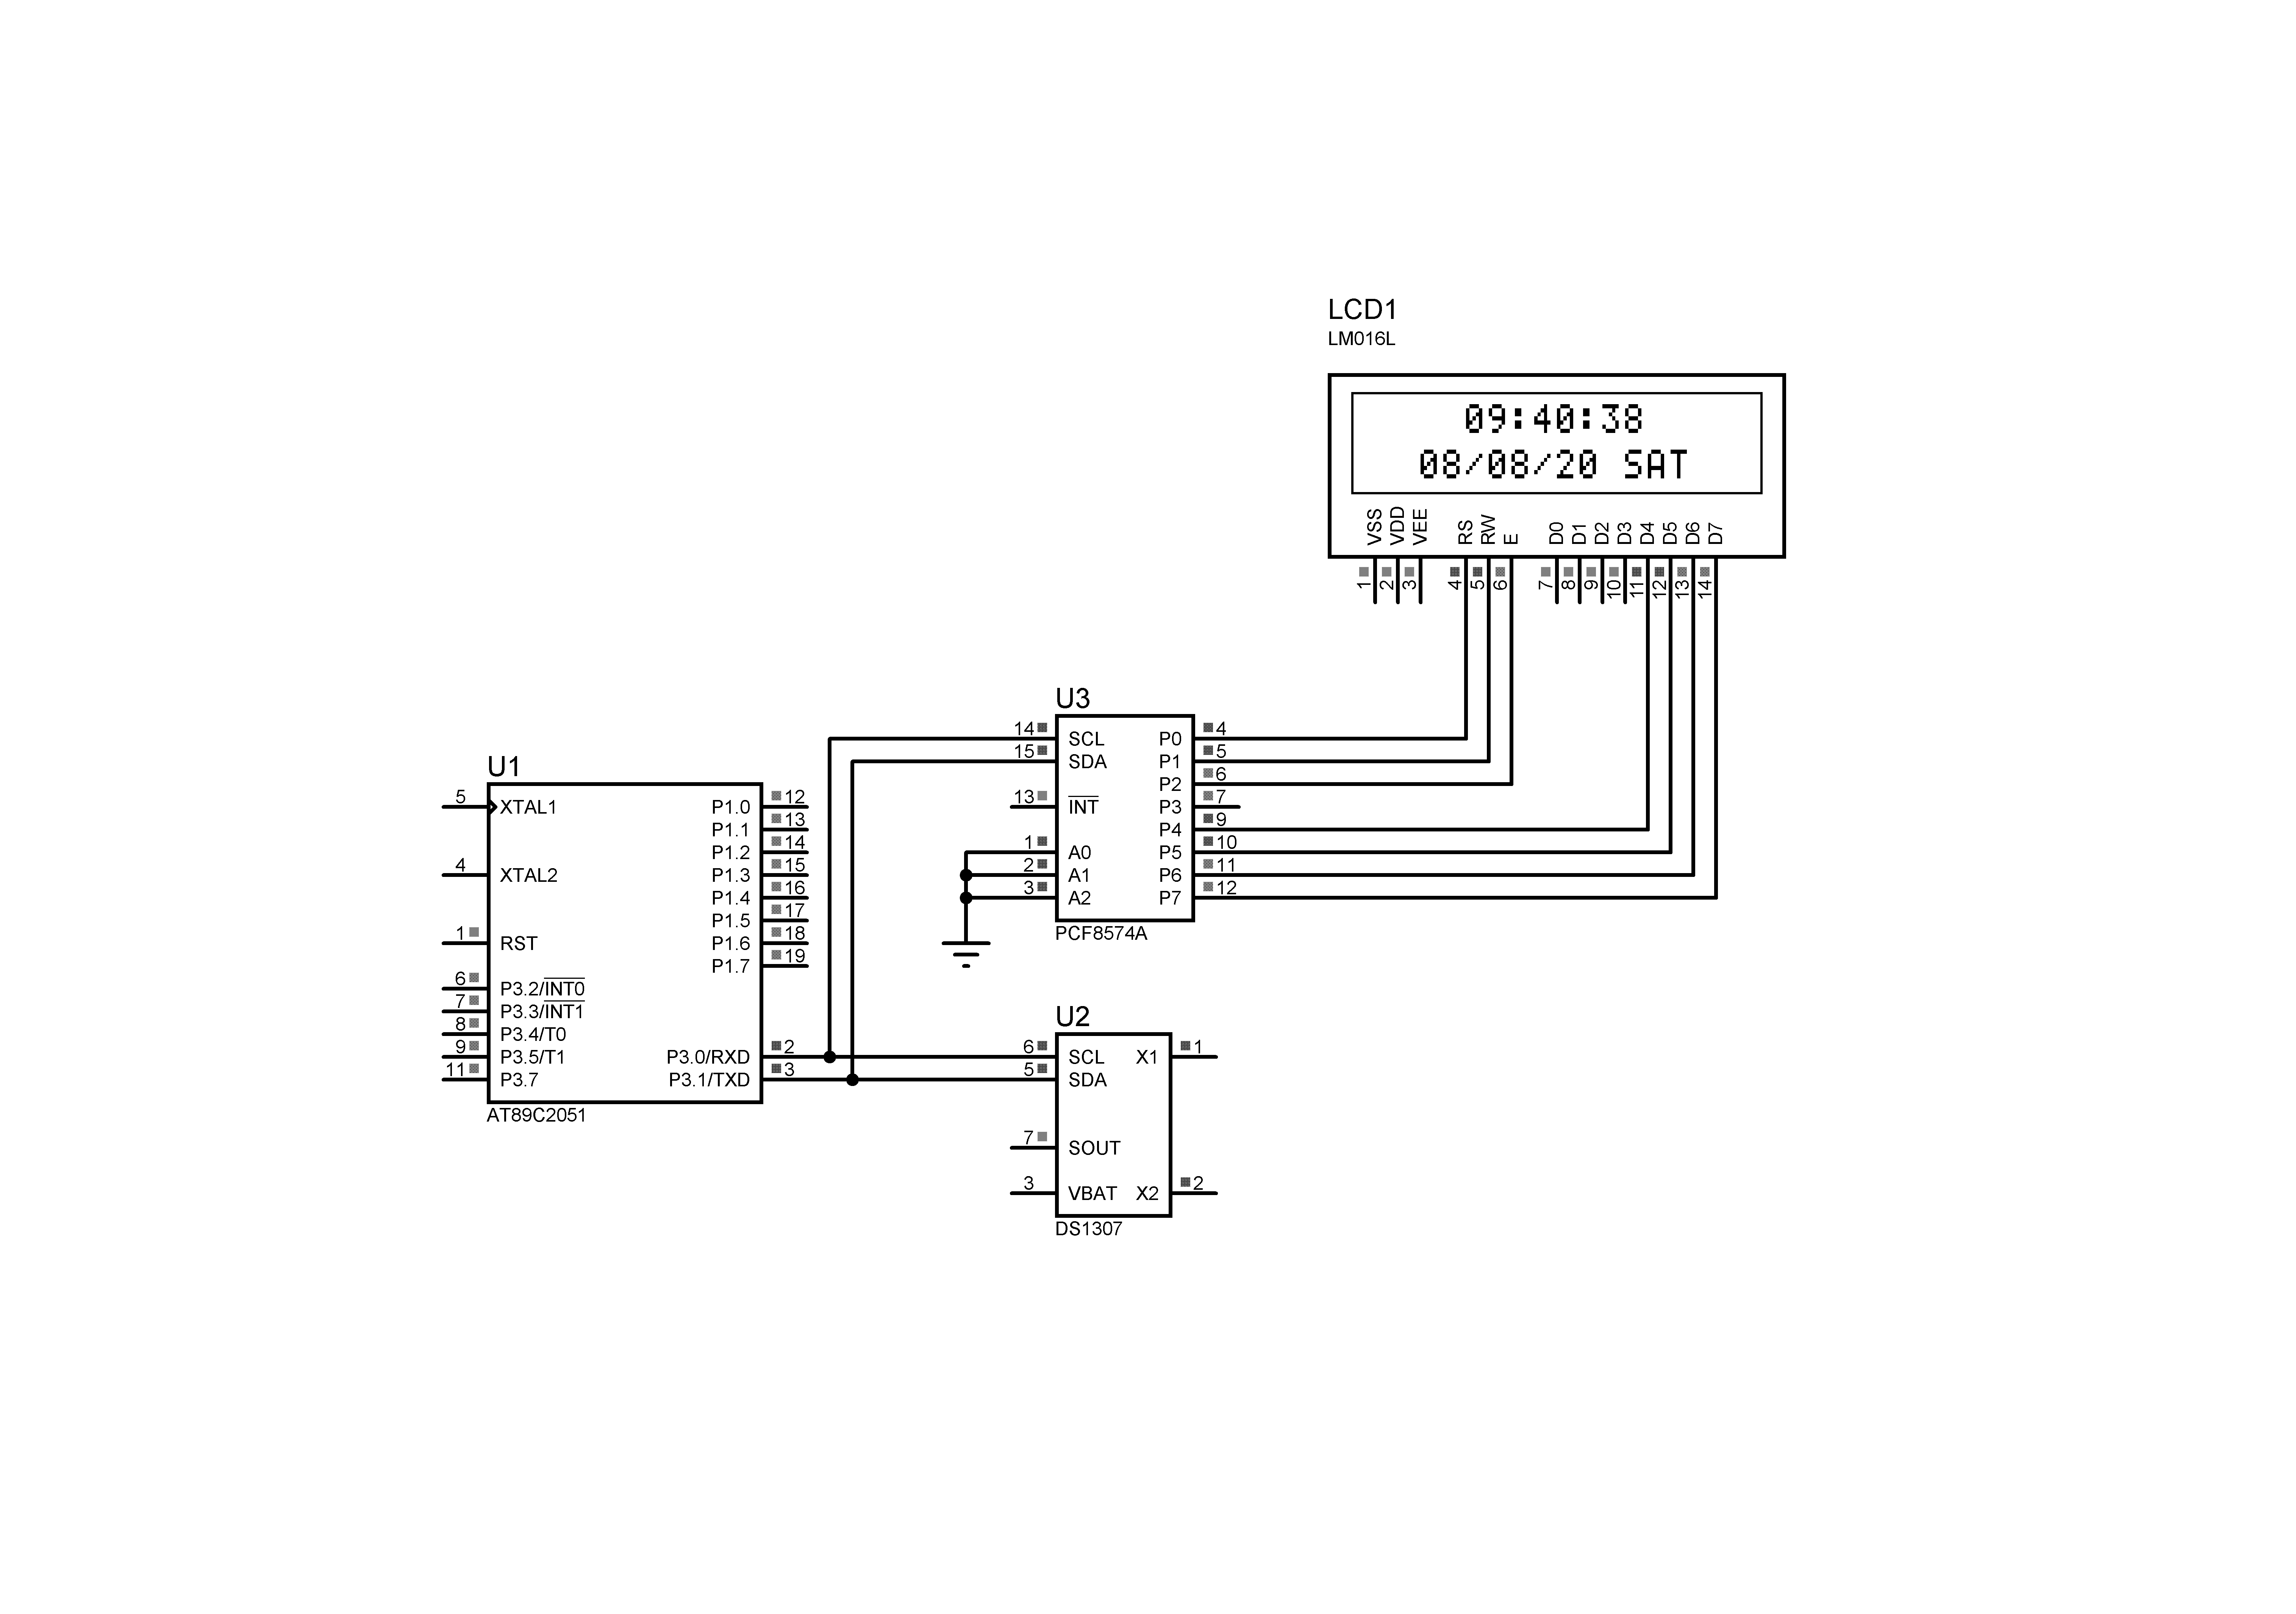 LCD1
LM016L
09:40:38
08/08/20 SAT
VSS VDD VEE RS RW E D0 D1 D2 D3 D4 D5 D6 D7
1 2 3 4 5 6 7 8 9 10 11 12 13 14
U3
14 SCL P0 4
15 SDA P1 5
P2 6
13 INT P3 7
P4 9
1 A0 P5 10
2 A1 P6 11
3 A2 P7 12
PCF8574A
U1
5 XTAL1 P1.0 12
P1.1 13
P1.2 14
4 XTAL2 P1.3 15
P1.4 16
P1.5 17
1 RST P1.6 18
P1.7 19
6 P3.2/INT0
7 P3.3/INT1
8 P3.4/T0
9 P3.5/T1 P3.0/RXD 2
11 P3.7 P3.1/TXD 3
AT89C2051
U2
6 SCL X1 1
5 SDA
7 SOUT
3 VBAT X2 2
DS1307